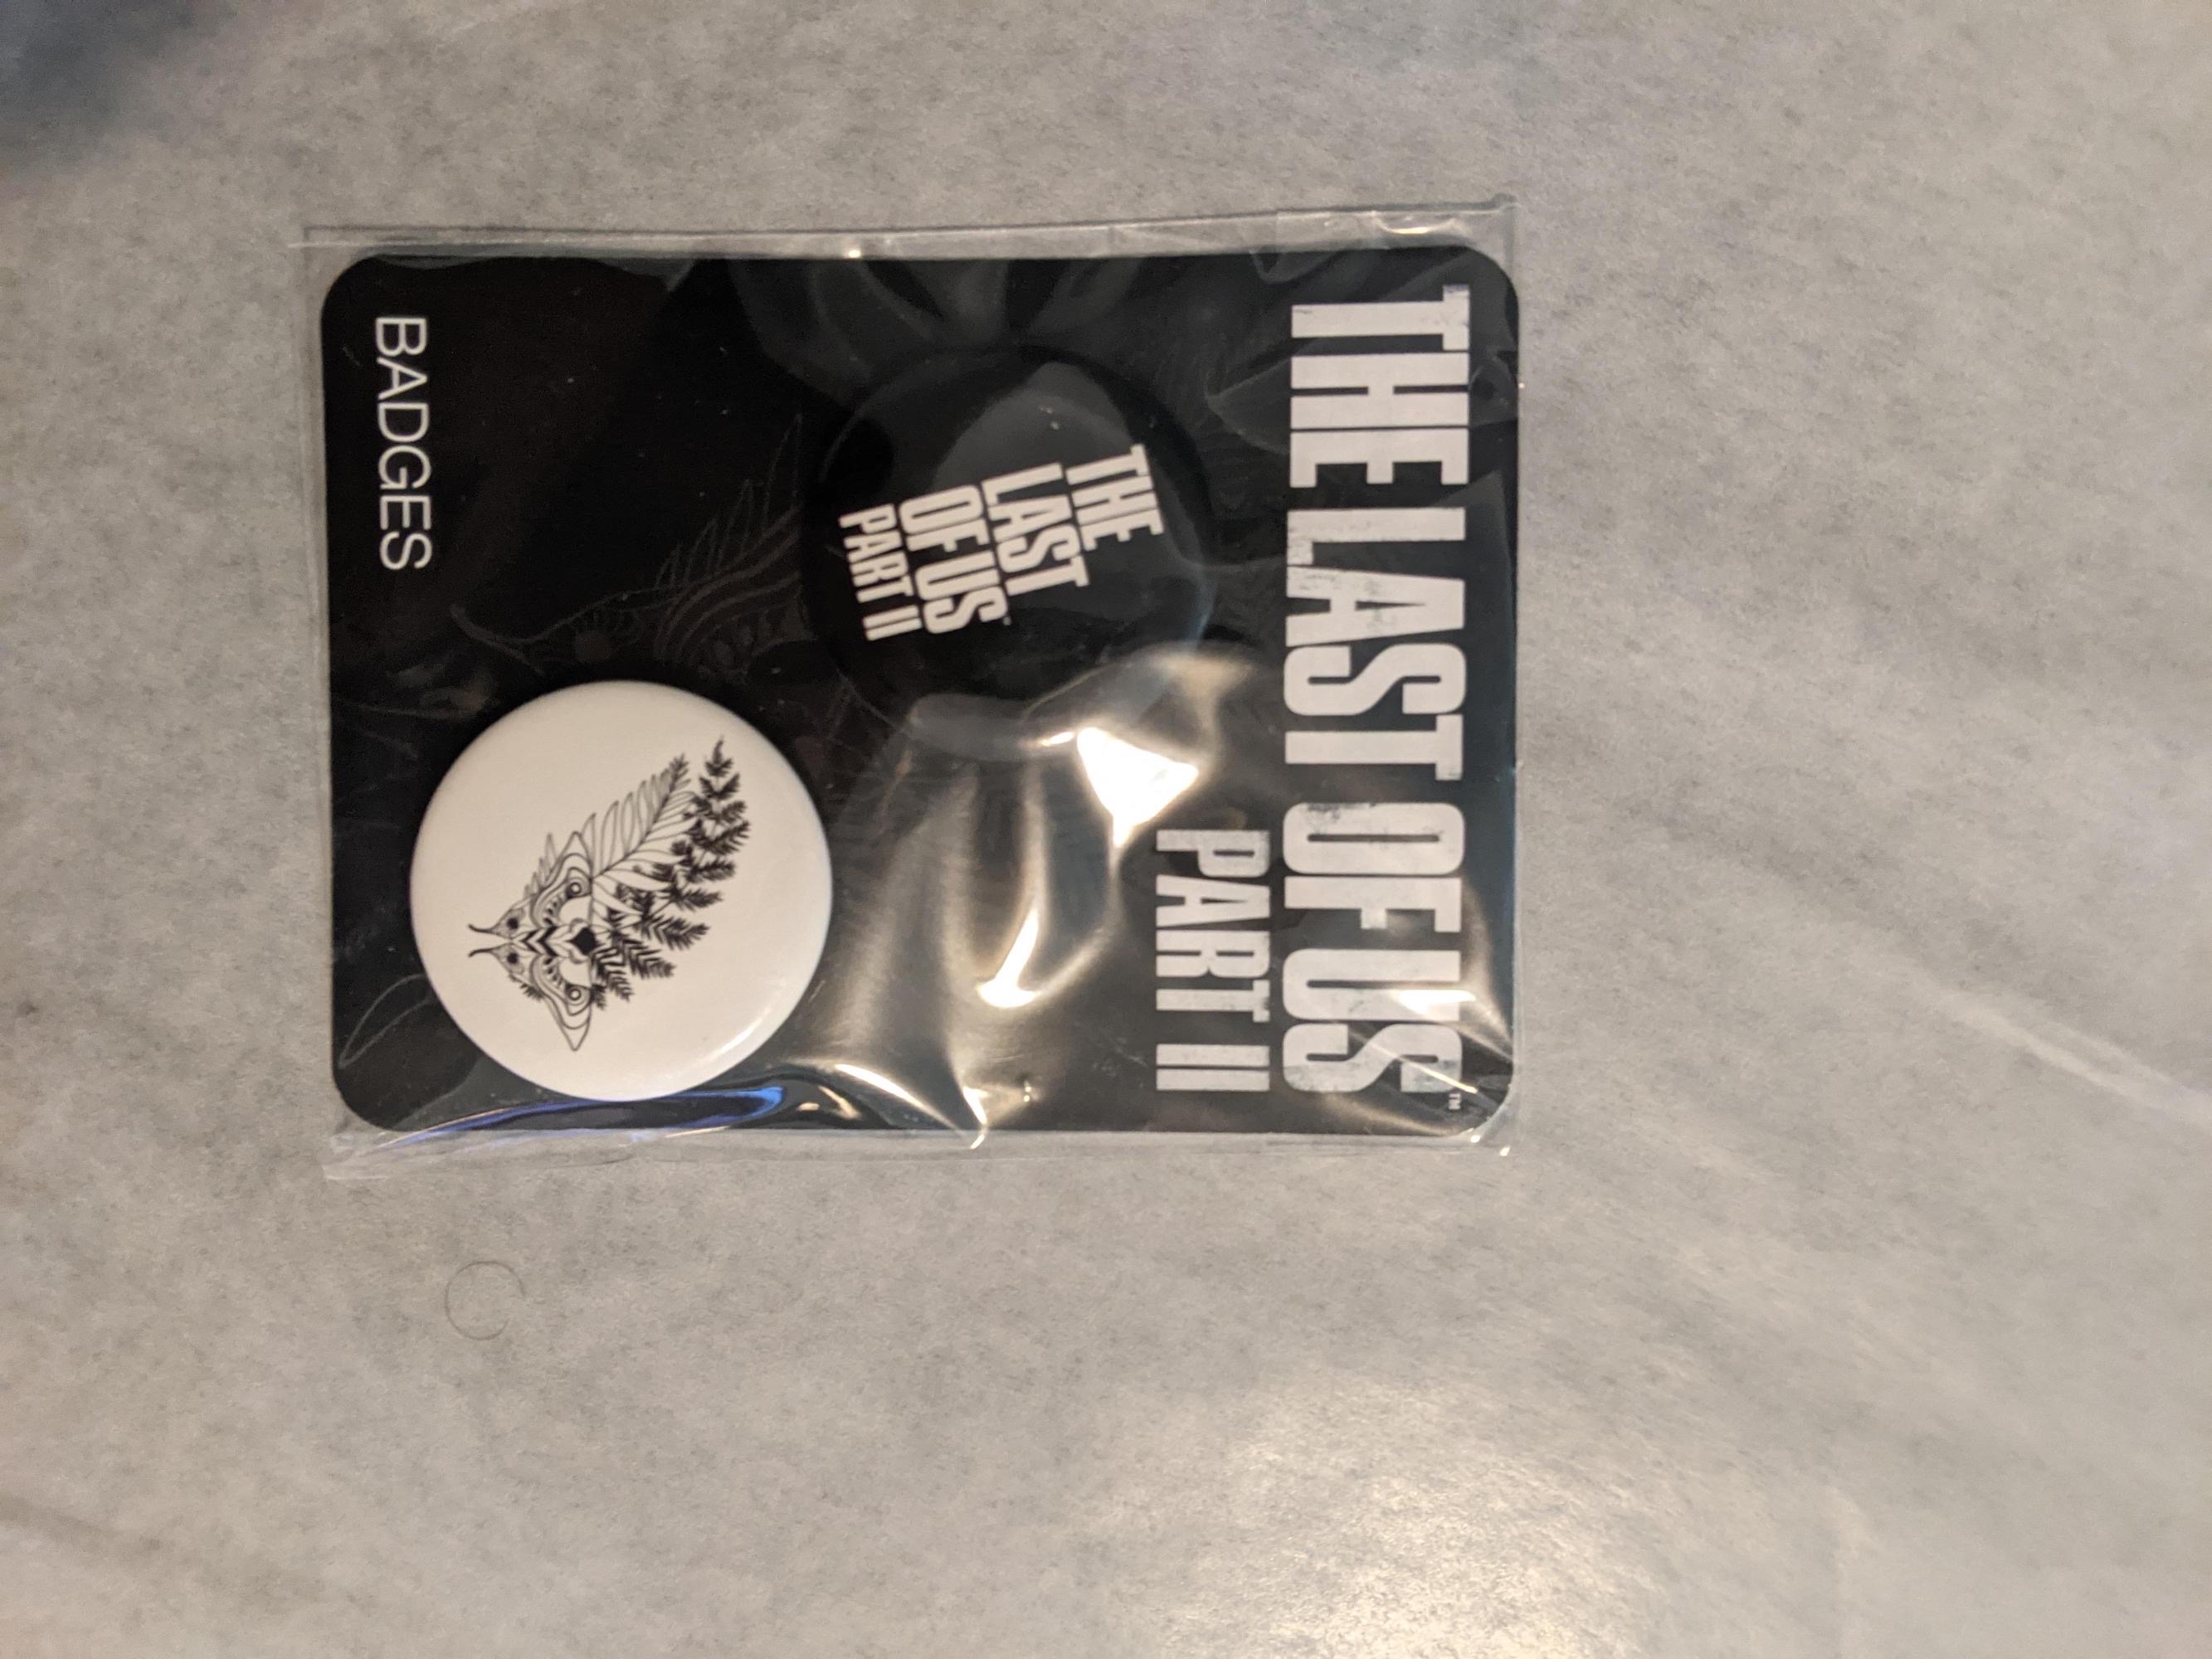 THE LAST OF US™
PART II
THE
LAST
OF US
PART II
BADGES